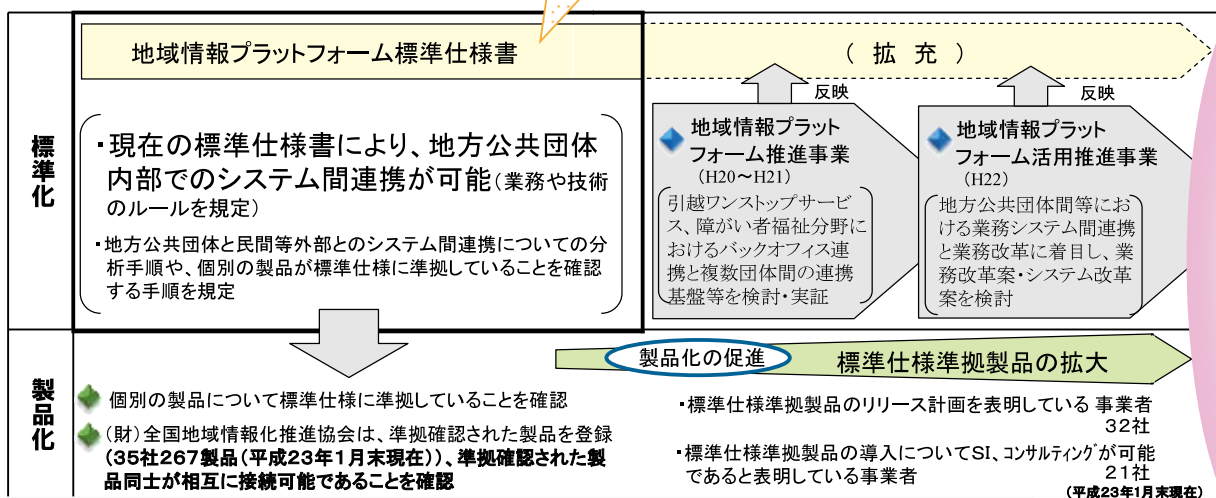 地域情報プラットフォーム標準仕様書
（ 拡 充 ）
標準化
・現在の標準仕様書により、地方公共団体
内部でのシステム間連携が可能(業務や技術
のルールを規定)
・地方公共団体と民間等外部とのシステム間連携についての分
析手順や、個別の製品が標準仕様に準拠していることを確認
する手順を規定
反映
地域情報プラット
フォーム推進事業
(H20～H21)
引越ワンストップサービ
ス、障がい者福祉分野に
おけるバックオフィス連
携と複数団体間の連携
基盤等を検討・実証
反映
地域情報プラット
フォーム活用推進事業
(H22)
地方公共団体間等にお
ける業務システム間連携
と業務改革に着目し、業
務改革案・システム改革
案を検討
製品化
製品化の促進
標準仕様準拠製品の拡大
個別の製品について標準仕様に準拠していることを確認
(財)全国地域情報化推進協会は、準拠確認された製品を登録
(35社267製品(平成23年1月末現在))、準拠確認された製
品同士が相互に接続可能であることを確認
・標準仕様準拠製品のリリース計画を表明している 事業者
32社
・標準仕様準拠製品の導入についてSI、コンサルティングが可能
であると表明している事業者
21社
(平成23年1月末現在)